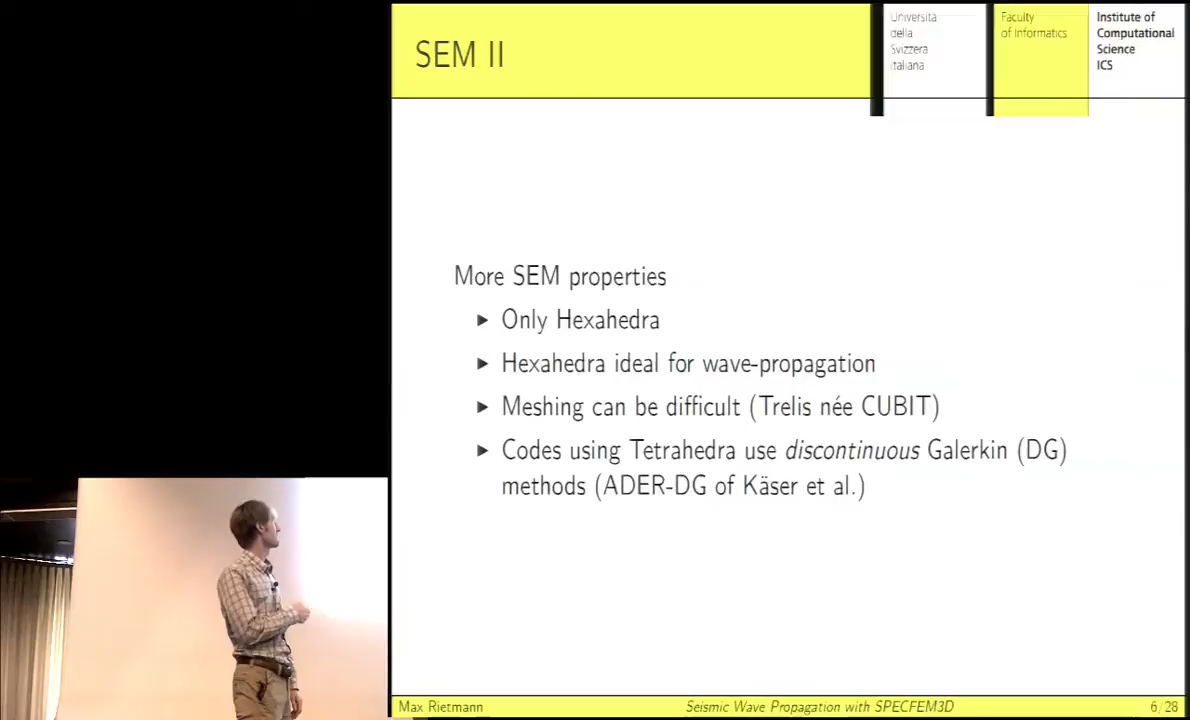 SEM II
Università
della
Svizzera
italiana
Faculty
of Informatics
Institute of
Computational
Science
ICS
More SEM properties
Only Hexahedra
Hexahedra ideal for wave-propagation
Meshing can be difficult (Trelis née CUBIT)
Codes using Tetrahedra use discontinuous Galerkin (DG)
methods (ADER-DG of Käser et al.)
Max Rietmann
Seismic Wave Propagation with SPECFEM3D
6/28